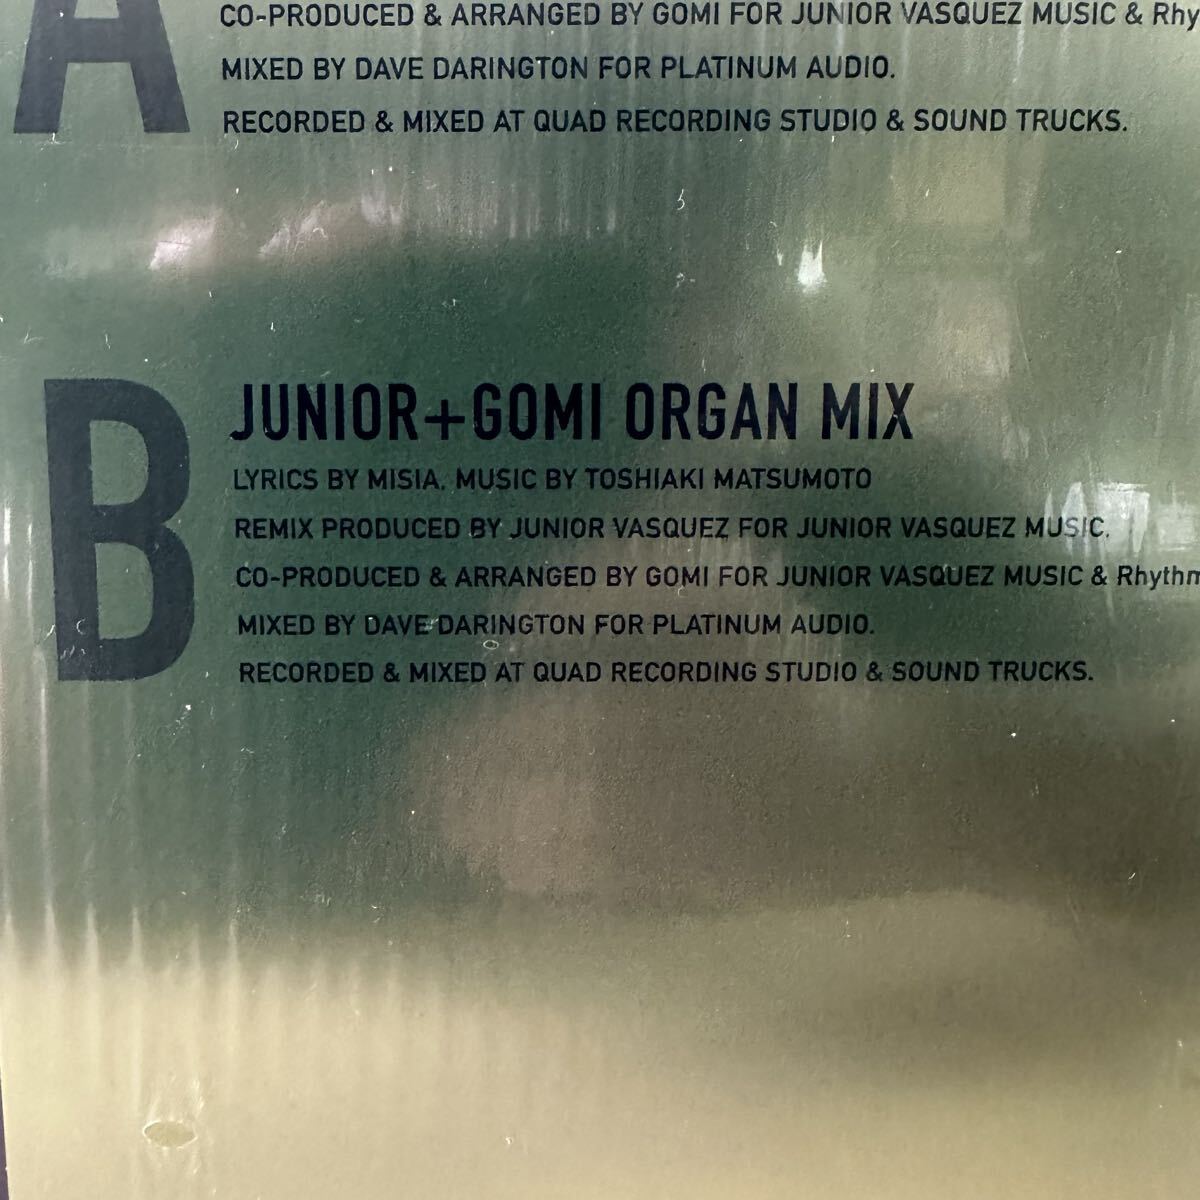 A
CO-PRODUCED & ARRANGED BY GOMI FOR JUNIOR VASQUEZ MUSIC & Rhy
MIXED BY DAVE DARINGTON FOR PLATINUM AUDIO.
RECORDED & MIXED AT QUAD RECORDING STUDIO & SOUND TRUCKS.
B
JUNIOR+GOMI ORGAN MIX
LYRICS BY MISIA. MUSIC BY TOSHIAKI MATSUMOTO
REMIX PRODUCED BY JUNIOR VASQUEZ FOR JUNIOR VASQUEZ MUSIC.
CO-PRODUCED & ARRANGED BY GOMI FOR JUNIOR VASQUEZ MUSIC & Rhythm
MIXED BY DAVE DARINGTON FOR PLATINUM AUDIO.
RECORDED & MIXED AT QUAD RECORDING STUDIO & SOUND TRUCKS.